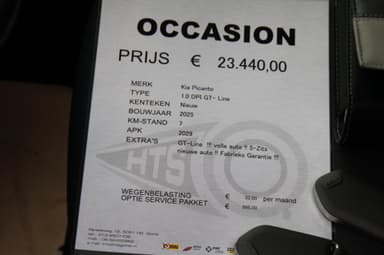 OCCASION
PRIJS € 23.440,00
MERK Kia Picanto
TYPE 1.0 DPI GT- Line
KENTEKEN Nieuw
BOUWJAAR 2025
KM-STAND 7
APK 2029
EXTRA'S GT-Line !!! volle auto !! 5-Zits
nieuwe auto !! Fabrieks Garantie !!!
HTS
WEGENBELASTING € per maand
OPTIE SERVICE PAKKET €